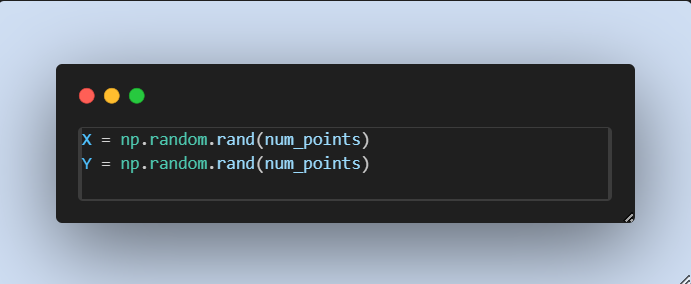 X = np.random.rand(num_points)
Y = np.random.rand(num_points)